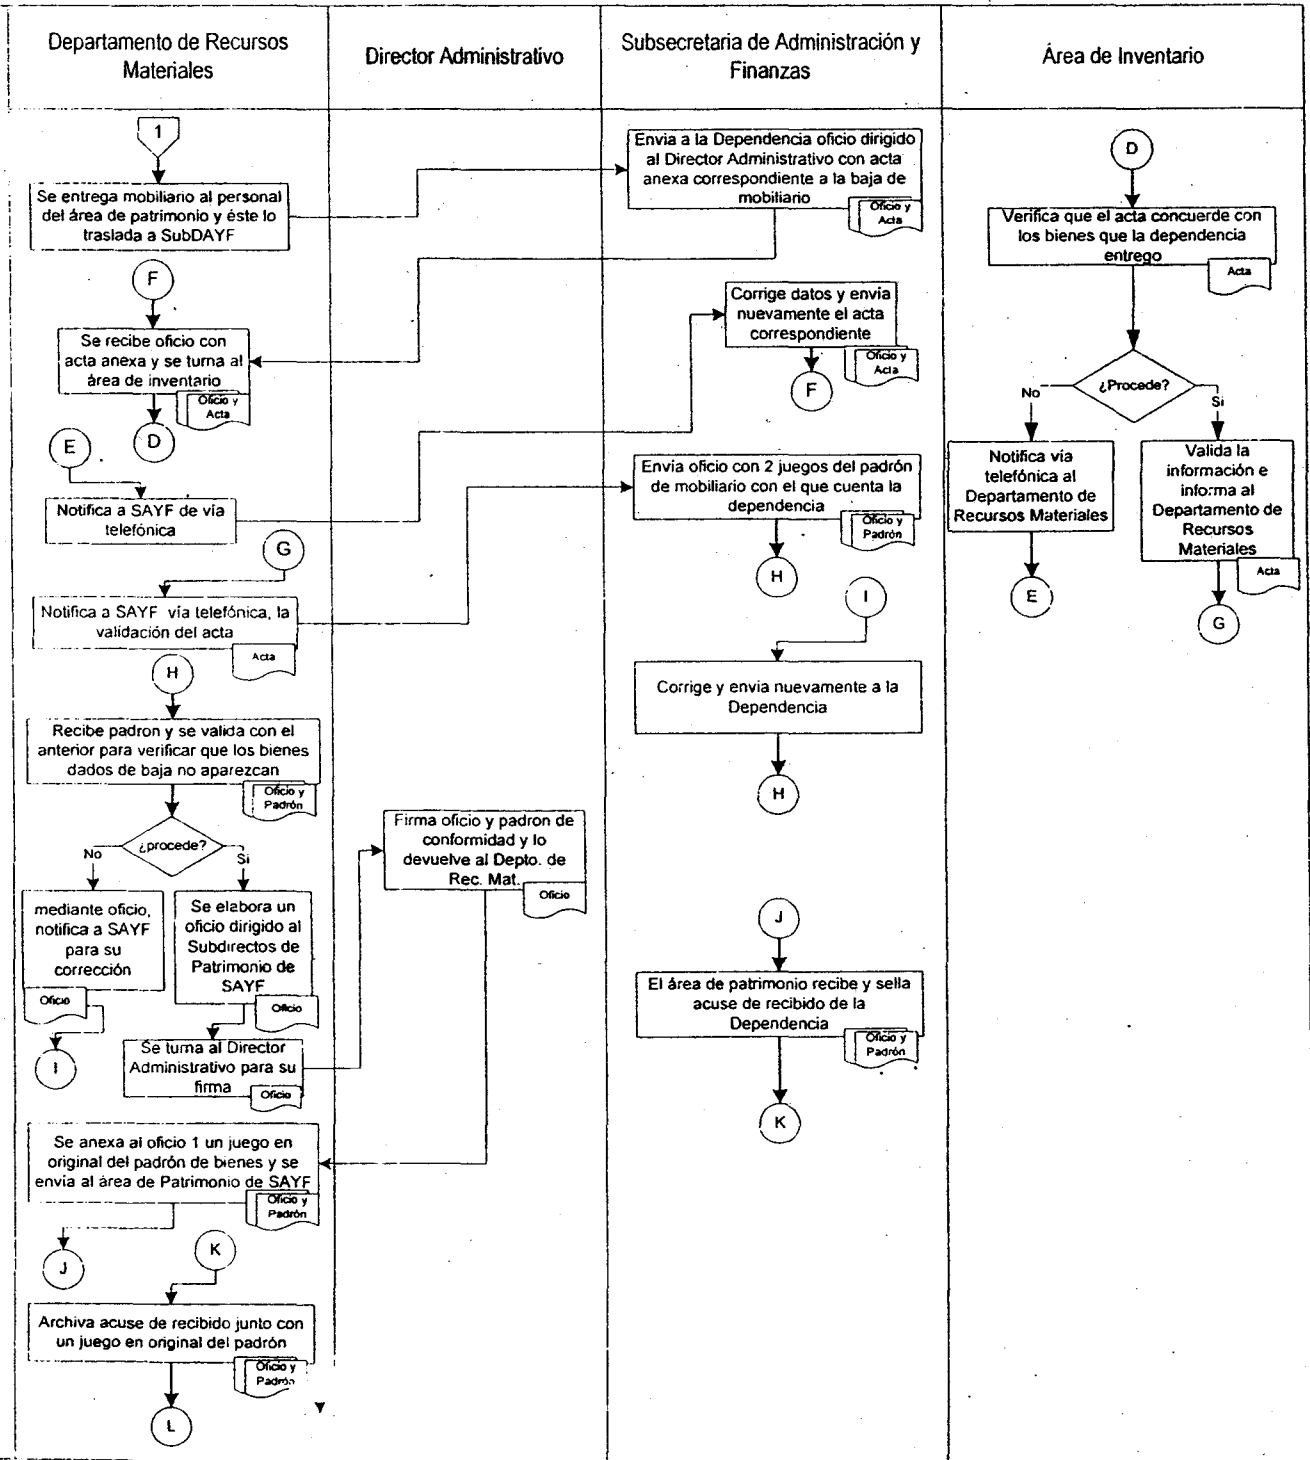 Departamento de Recursos
Materiales
Director Administrativo
Subsecretaria de Administración y
Finanzas
Área de Inventario
1
Se entrega mobiliario al personal
del área de patrimonio y éste lo
traslada a SubDAYF
F
Se recibe oficio con
acta anexa y se turna al
área de inventario
Oficio y
Acta
D
E
Notifica a SAYF de vía
telefónica
G
Notifica a SAYF vía telefónica, la
validación del acta
Acta
H
Recibe padron y se valida con el
anterior para verificar que los bienes
dados de baja no aparezcan
Oficio y
Padrón
¿procede?
No
Si
mediante oficio,
notifica a SAYF
para su
corrección
Oficio
I
Se elabora un
oficio dirigido al
Subdirectos de
Patrimonio de
SAYF
Oficio
Se turna al Director
Administrativo para su
firma
Oficio
Se anexa al oficio 1 un juego en
original del padrón de bienes y se
envia al área de Patrimonio de SAYF
Oficio y
Padrón
J
K
Archiva acuse de recibido junto con
un juego en original del padrón
Oficio y
Padrón
L
Firma oficio y padron de
conformidad y lo
devuelve al Depto. de
Rec. Mat.
Oficio
Envia a la Dependencia oficio dirigido
al Director Administrativo con acta
anexa correspondiente a la baja de
mobiliario
Oficio y
Acta
Corrige datos y envia
nuevamente el acta
correspondiente
Oficio y
Acta
F
Envia oficio con 2 juegos del padrón
de mobiliario con el que cuenta la
dependencia
Oficio y
Padrón
H
I
Corrige y envia nuevamente a la
Dependencia
H
J
El área de patrimonio recibe y sella
acuse de recibido de la
Dependencia
Oficio y
Padrón
K
D
Verifica que el acta concuerde con
los bienes que la dependencia
entrego
Acta
¿Procede?
No
Si
Notifica vía
telefónica al
Departamento de
Recursos Materiales
E
Valida la
información e
informa al
Departamento de
Recursos
Materiales
Acta
G